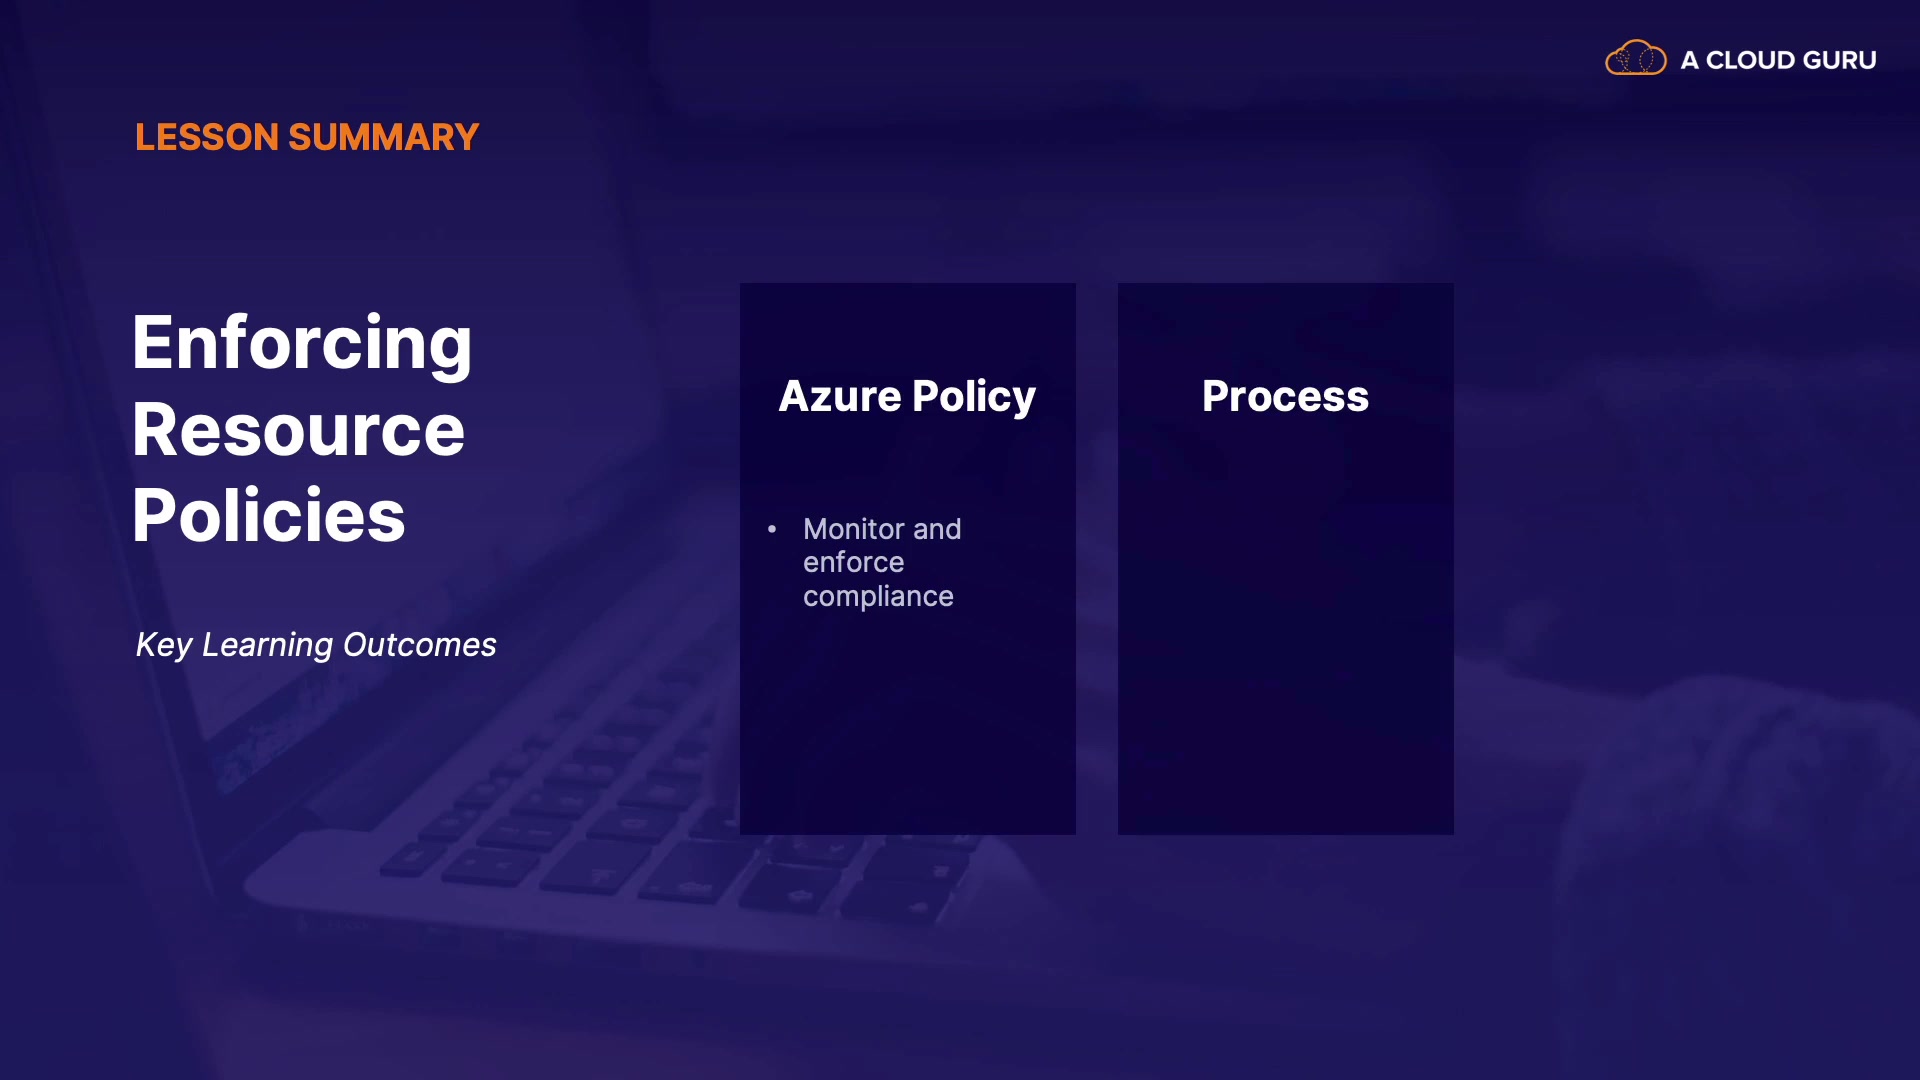 A CLOUD GURU
LESSON SUMMARY
Enforcing
Resource
Policies
Key Learning Outcomes
Azure Policy
• Monitor and
enforce
compliance
Process